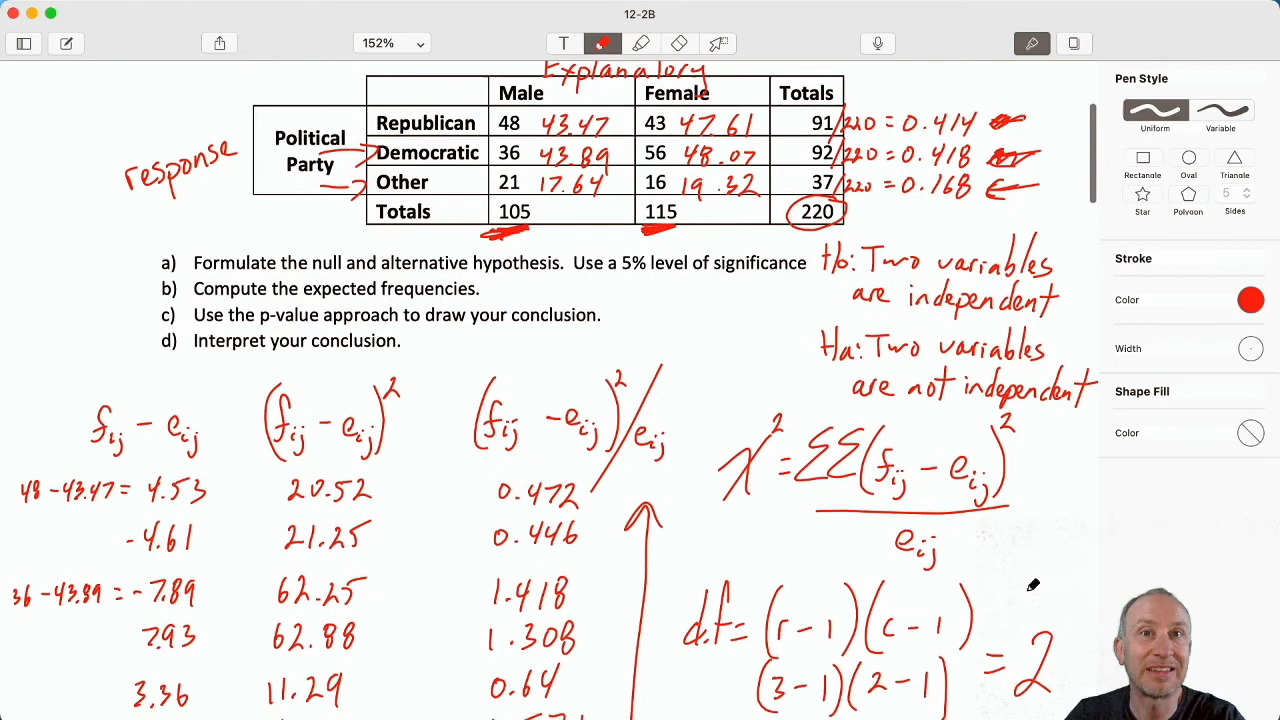 12-2B
152%
T
Pen Style
Uniform
Variable
Rectangle
Oval
Triangle
Star
Polygon
5
Sides
Stroke
Color
Width
Shape Fill
Color
Explanatory
Male Female Totals
response
Political Party
Republican 48 43.47 43 47.61 91 /220 = 0.414
Democratic 36 43.89 56 48.07 92 /220 = 0.418
Other 21 17.64 16 19.32 37 /220 = 0.168
Totals 105 115 220
a) Formulate the null and alternative hypothesis. Use a 5% level of significance
b) Compute the expected frequencies.
c) Use the p-value approach to draw your conclusion.
d) Interpret your conclusion.
Ho: Two variables
are independent
Ha: Two variables
are not independent
fij - eij (fij - eij)² (fij - eij)² / eij
48 - 43.47 = 4.53 20.52 0.472
- 4.61 21.25 0.446
36 - 43.89 = - 7.89 62.25 1.418
7.93 62.88 1.308
3.36 11.29 0.64
χ² = ΣΣ(fij - eij)²
eij
d.f = (r - 1)(c - 1)
(3 - 1)(2 - 1) = 2